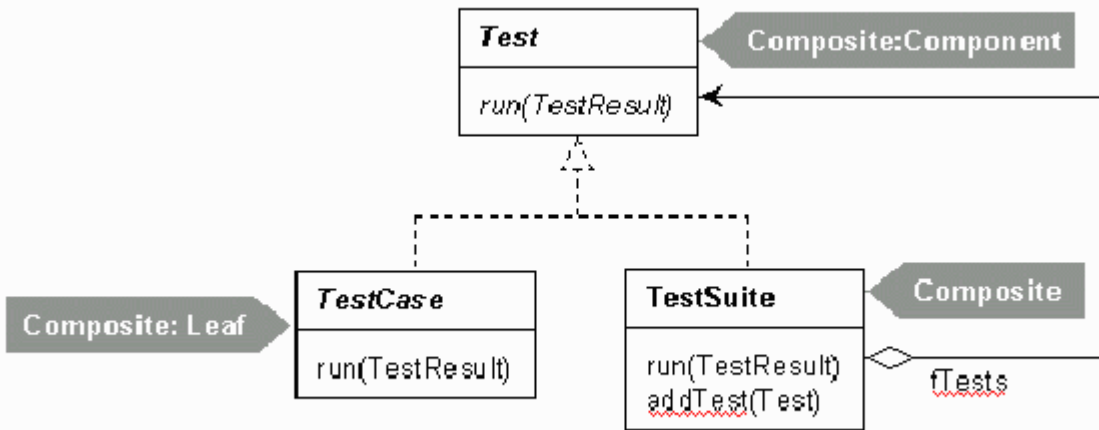 Test
Composite:Component
run(TestResult)
TestCase
TestSuite
Composite
Composite: Leaf
run(TestResult)
run(TestResult)
addTest(Test)
fTests